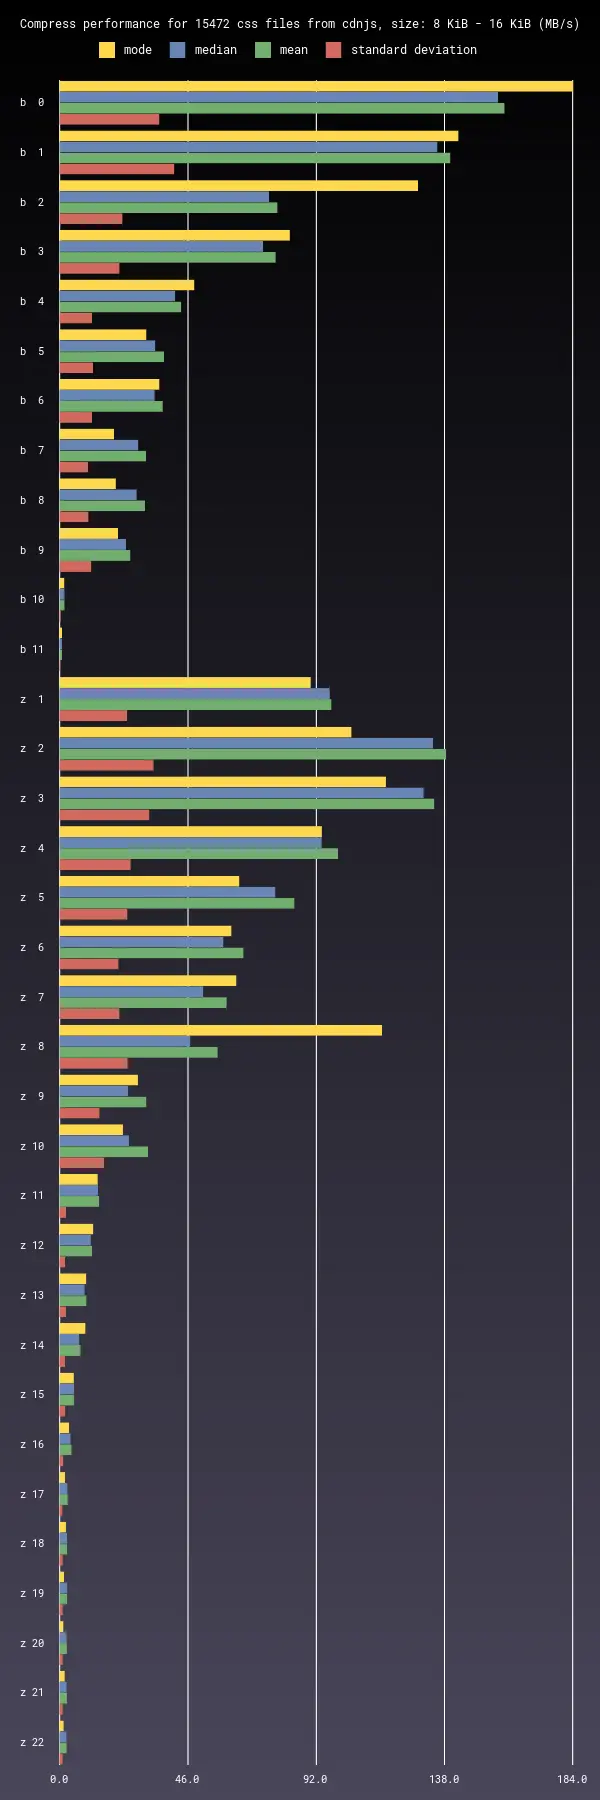 Compress performance for 15472 css files from cdnjs, size: 8 KiB - 16 KiB (MB/s)
mode median mean standard deviation
b 0
b 1
b 2
b 3
b 4
b 5
b 6
b 7
b 8
b 9
b 10
b 11
z 1
z 2
z 3
z 4
z 5
z 6
z 7
z 8
z 9
z 10
z 11
z 12
z 13
z 14
z 15
z 16
z 17
z 18
z 19
z 20
z 21
z 22
0.0 46.0 92.0 138.0 184.0